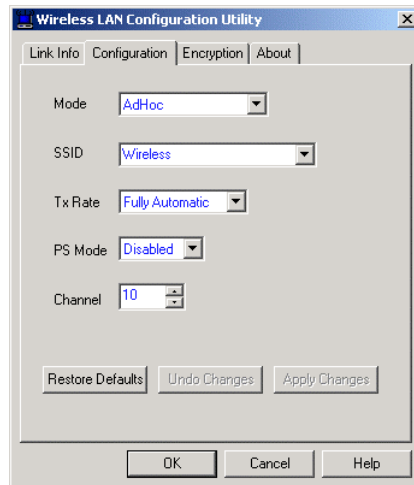 Wireless LAN Configuration Utility
Link Info Configuration Encryption About
Mode AdHoc
SSID Wireless
Tx Rate Fully Automatic
PS Mode Disabled
Channel 10
Restore Defaults Undo Changes Apply Changes
OK Cancel Help